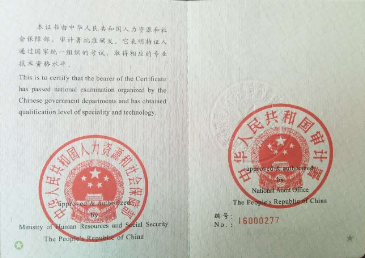 本证书由中华人民共和国人力资源和社
会保障部、审计署批准颁发。它表明持证人
通过国家统一组织的考试,取得相应的专业
技术资格水平。
This is to certify that the bearer of the Certificate
has passed national examination organized by the
Chinese government departments and has obtained
qualification level of speciality and technology.
中华人民共和国人力资源和社会保障部
approved & authorized
by
Ministry of Human Resources and Social Security
The People's Republic of China
中华人民共和国审计署
approved & authorized
by
National Audit Office
The People's Republic of China
编号:
No.: 16000277